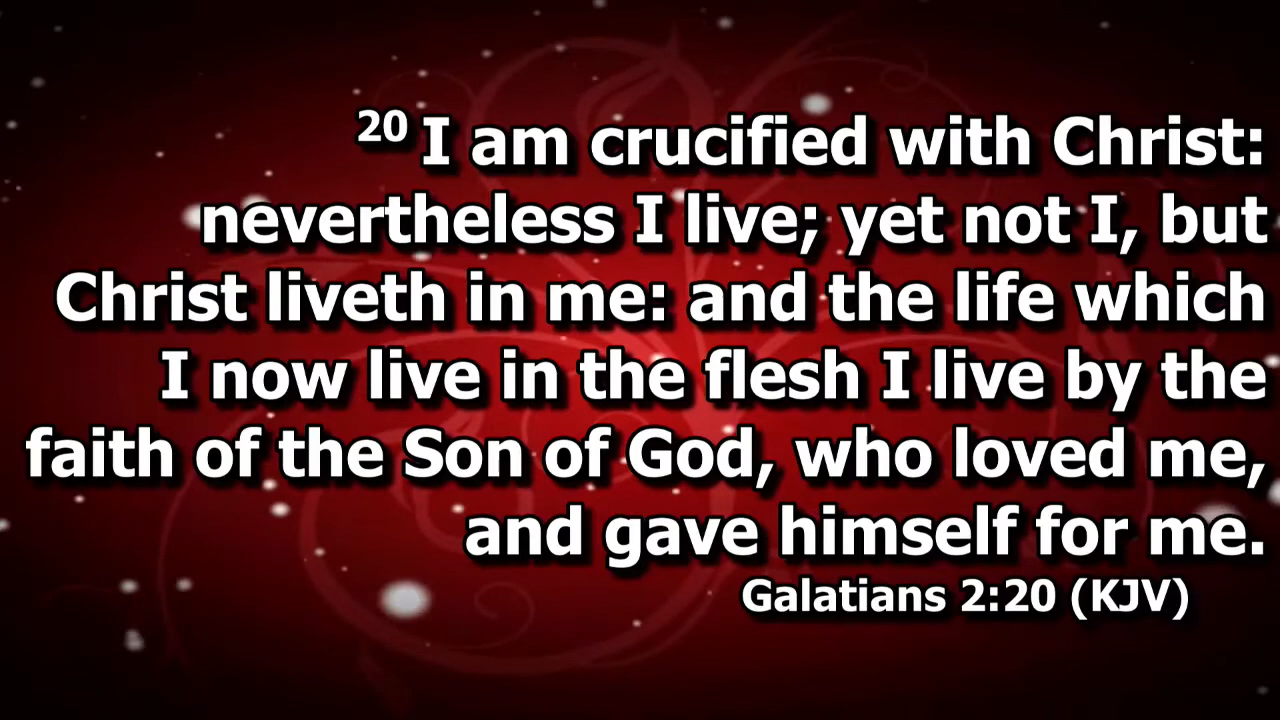 20 I am crucified with Christ:
nevertheless I live; yet not I, but
Christ liveth in me: and the life which
I now live in the flesh I live by the
faith of the Son of God, who loved me,
and gave himself for me.
Galatians 2:20 (KJV)